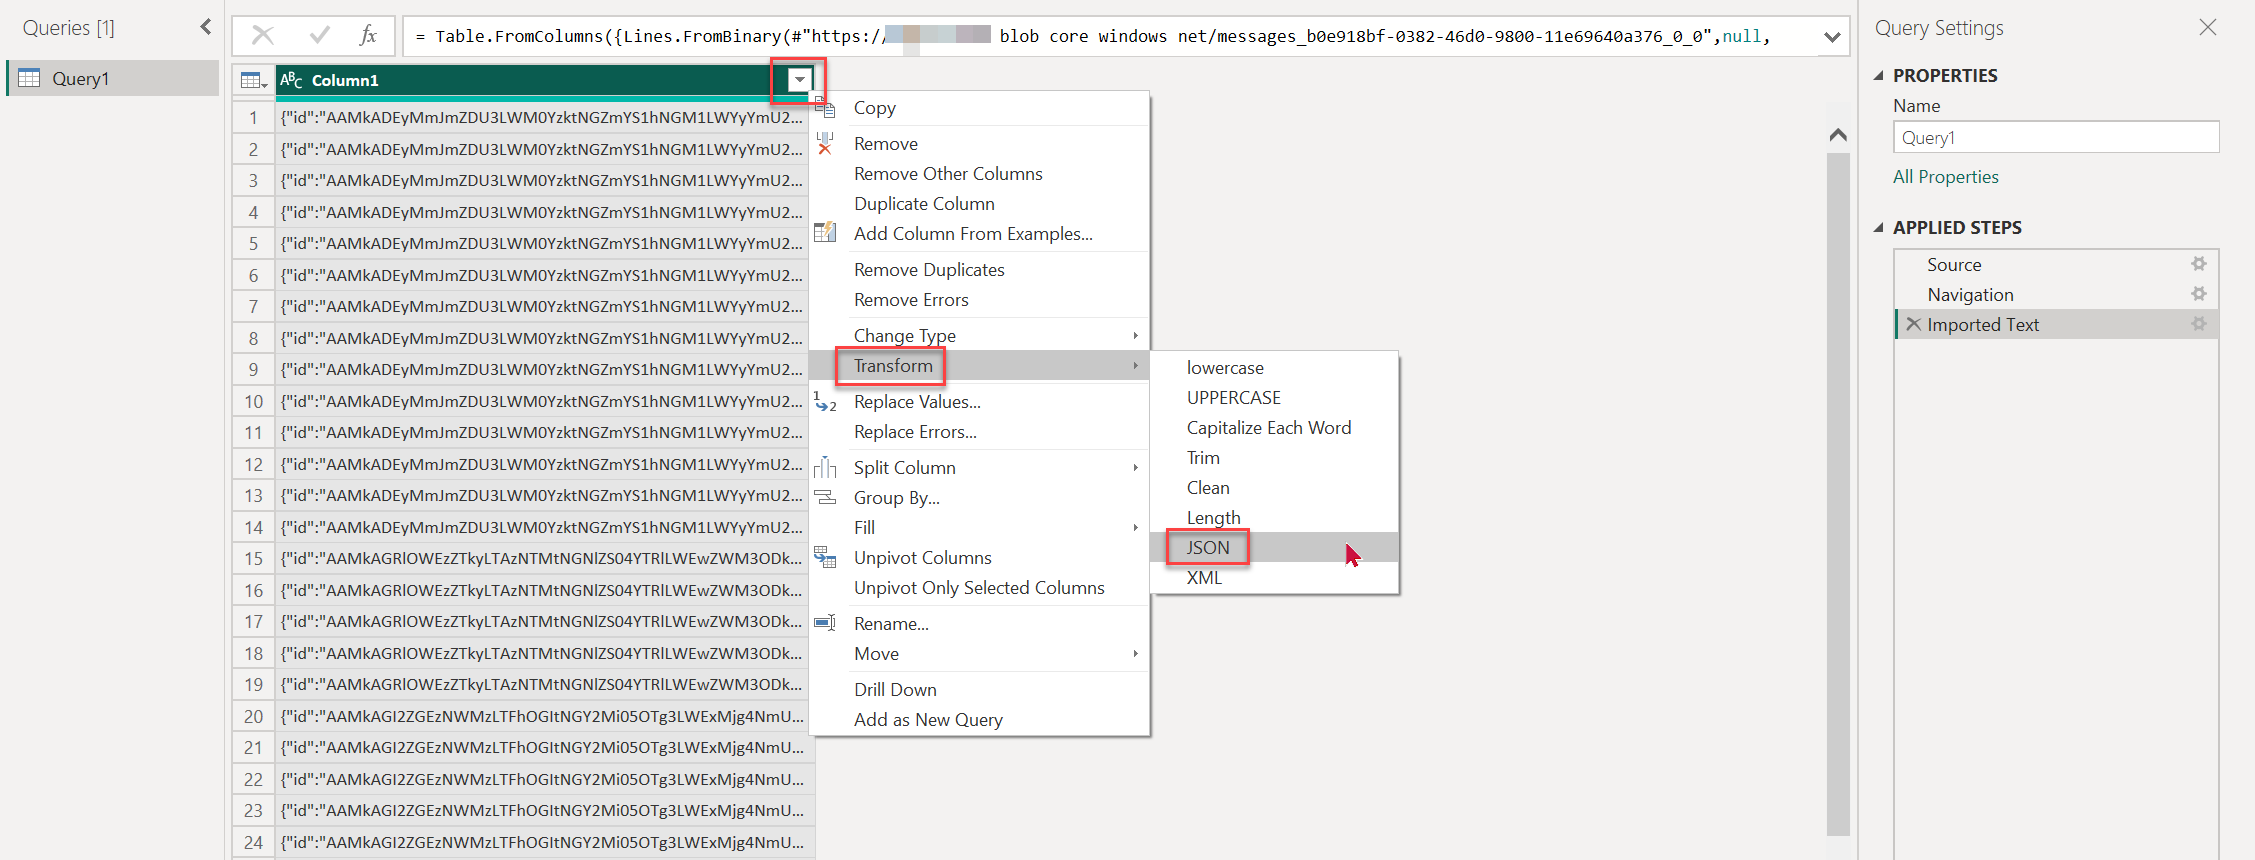 Queries [1]
Query1
fx
= Table.FromColumns({Lines.FromBinary(#"https:// blob core windows net/messages_b0e918bf-0382-46d0-9800-11e69640a376_0_0",null,
ABC Column1
1 {"id":"AAMkADEyMmJmZDU3LWM0YzktNGZmYS1hNGM1LWYyYmU2...
2 {"id":"AAMkADEyMmJmZDU3LWM0YzktNGZmYS1hNGM1LWYyYmU2...
3 {"id":"AAMkADEyMmJmZDU3LWM0YzktNGZmYS1hNGM1LWYyYmU2...
4 {"id":"AAMkADEyMmJmZDU3LWM0YzktNGZmYS1hNGM1LWYyYmU2...
5 {"id":"AAMkADEyMmJmZDU3LWM0YzktNGZmYS1hNGM1LWYyYmU2...
6 {"id":"AAMkADEyMmJmZDU3LWM0YzktNGZmYS1hNGM1LWYyYmU2...
7 {"id":"AAMkADEyMmJmZDU3LWM0YzktNGZmYS1hNGM1LWYyYmU2...
8 {"id":"AAMkADEyMmJmZDU3LWM0YzktNGZmYS1hNGM1LWYyYmU2...
9 {"id":"AAMkADEyMmJmZDU3LWM0YzktNGZmYS1hNGM1LWYyYmU2...
10 {"id":"AAMkADEyMmJmZDU3LWM0YzktNGZmYS1hNGM1LWYyYmU2...
11 {"id":"AAMkADEyMmJmZDU3LWM0YzktNGZmYS1hNGM1LWYyYmU2...
12 {"id":"AAMkADEyMmJmZDU3LWM0YzktNGZmYS1hNGM1LWYyYmU2...
13 {"id":"AAMkADEyMmJmZDU3LWM0YzktNGZmYS1hNGM1LWYyYmU2...
14 {"id":"AAMkADEyMmJmZDU3LWM0YzktNGZmYS1hNGM1LWYyYmU2...
15 {"id":"AAMkAGRlOWEzZTkyLTAzNTMtNGNlZS04YTRlLWEwZWM3ODk...
16 {"id":"AAMkAGRlOWEzZTkyLTAzNTMtNGNlZS04YTRlLWEwZWM3ODk...
17 {"id":"AAMkAGRlOWEzZTkyLTAzNTMtNGNlZS04YTRlLWEwZWM3ODk...
18 {"id":"AAMkAGRlOWEzZTkyLTAzNTMtNGNlZS04YTRlLWEwZWM3ODk...
19 {"id":"AAMkAGRlOWEzZTkyLTAzNTMtNGNlZS04YTRlLWEwZWM3ODk...
20 {"id":"AAMkAGI2ZGEzNWMzLTFhOGItNGY2Mi05OTg3LWExMjg4NmU...
21 {"id":"AAMkAGI2ZGEzNWMzLTFhOGItNGY2Mi05OTg3LWExMjg4NmU...
22 {"id":"AAMkAGI2ZGEzNWMzLTFhOGItNGY2Mi05OTg3LWExMjg4NmU...
23 {"id":"AAMkAGI2ZGEzNWMzLTFhOGItNGY2Mi05OTg3LWExMjg4NmU...
24 {"id":"AAMkAGI2ZGEzNWMzLTFhOGItNGY2Mi05OTg3LWExMjg4NmU...
Copy
Remove
Remove Other Columns
Duplicate Column
Add Column From Examples...
Remove Duplicates
Remove Errors
Change Type
Transform
Replace Values...
Replace Errors...
Split Column
Group By...
Fill
Unpivot Columns
Unpivot Only Selected Columns
Rename...
Move
Drill Down
Add as New Query
lowercase
UPPERCASE
Capitalize Each Word
Trim
Clean
Length
JSON
XML
Query Settings
PROPERTIES
Name
Query1
All Properties
APPLIED STEPS
Source
Navigation
Imported Text